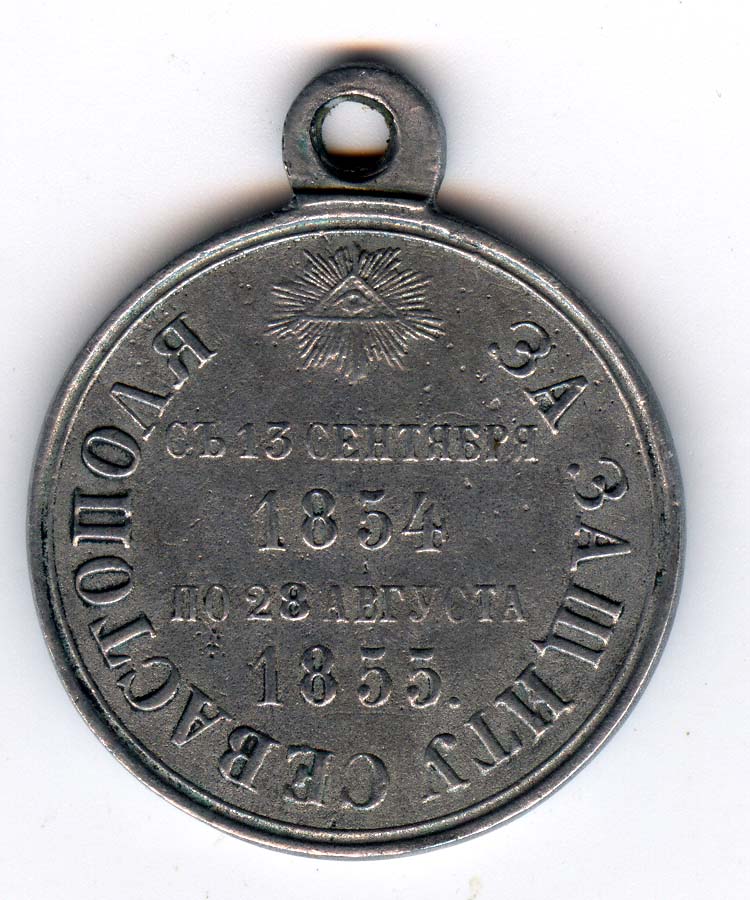 ЗА ЗАЩИТУ СЕВАСТОПОЛЯ
СЪ 13 СЕНТЯБРЯ
1854
ПО 28 АВГУСТА
1855.